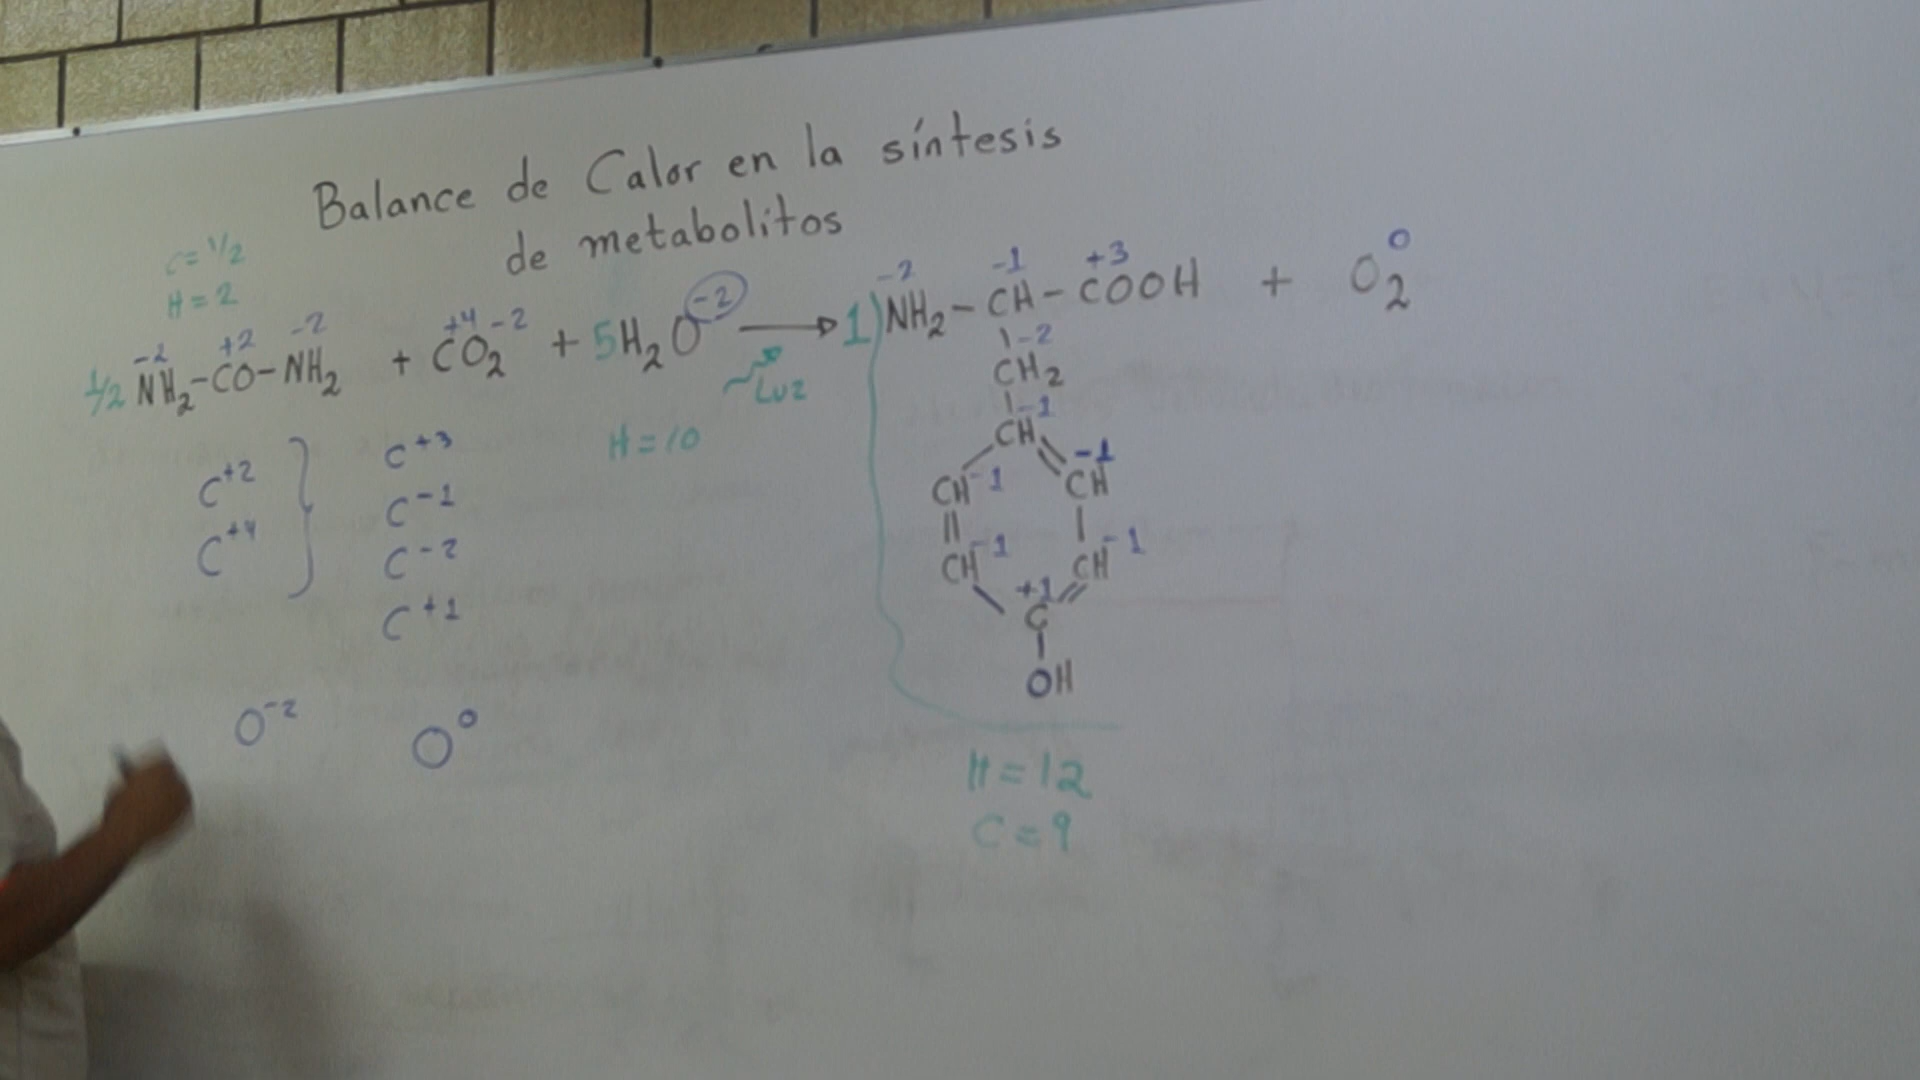 Balance de Calor en la síntesis
de metabolitos
C = 1/2
H = 2
-2 +2 -2 +4 -2 -2 -2 -1 +3 0
1/2 NH2-CO-NH2 + CO2 + 5H2O → 1) NH2-CH-COOH + O2
Luz
-2
CH2
H = 10
-1
CH
CH -1
-1
CH
CH -1
CH -1
+1
C
OH
C+2
C+4
}
C+3
C-1
C-2
C+1
O-2 O0
H = 12
C = 9